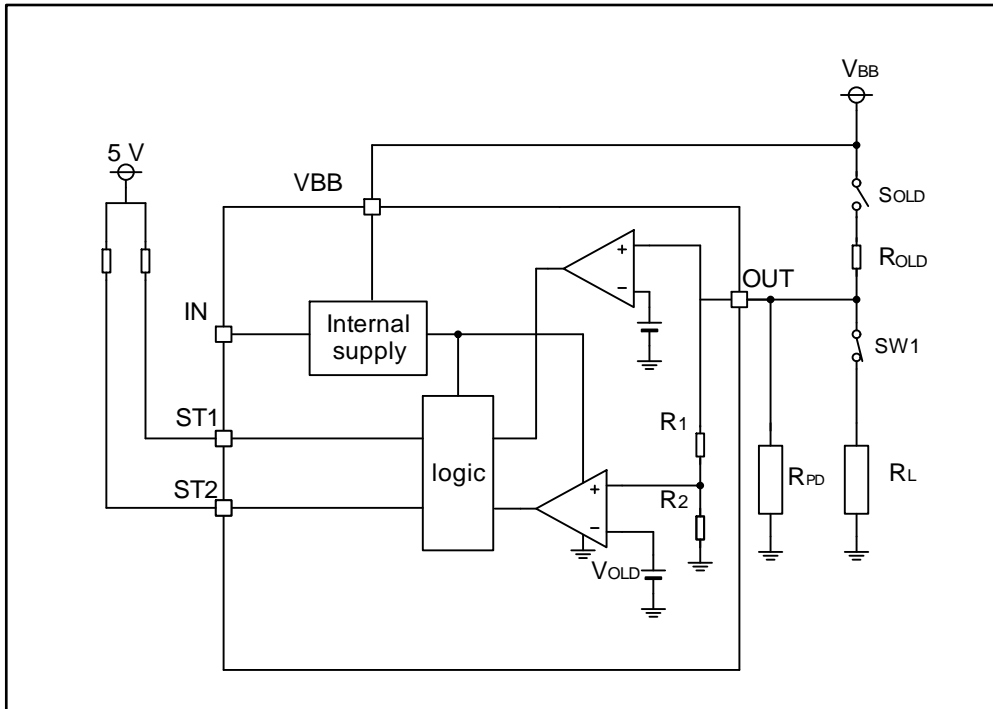 VBB
5 V
VBB
SOLD
ROLD
OUT
IN
Internal
supply
+
−
SW1
ST1
R1
logic
RPD
RL
ST2
R2
+
−
VOLD